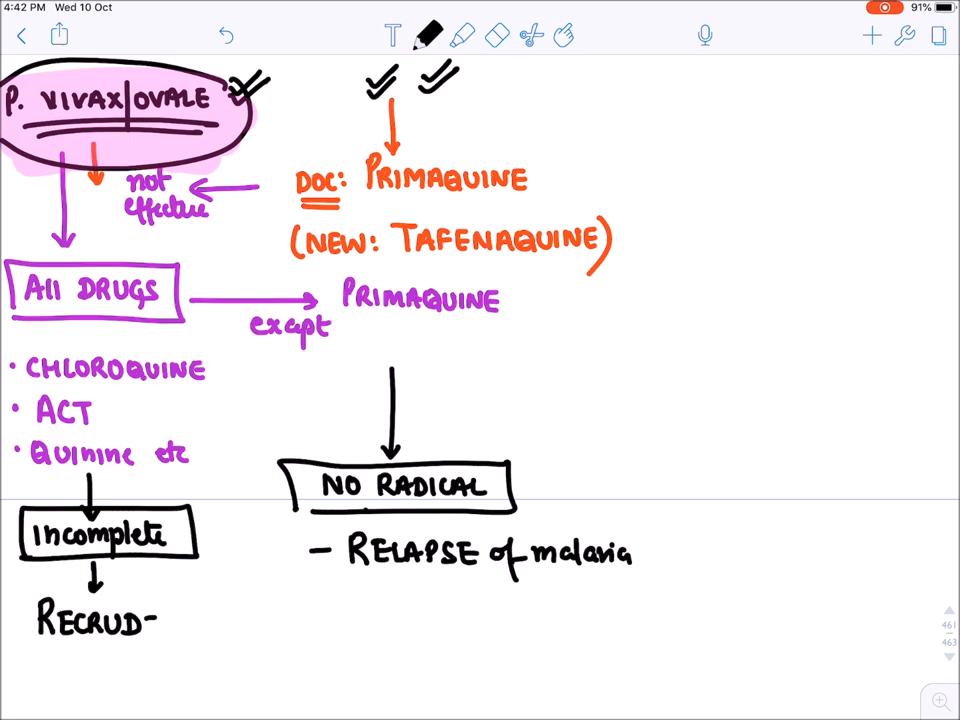 4:42 PM Wed 10 Oct
91%
T
P. VIVAX|OVALE
not
effective
DOC: PRIMAQUINE
(NEW: TAFENAQUINE)
All DRUGS
except
PRIMAQUINE
• CHLOROQUINE
• ACT
• Quinine etc
Incomplete
RECRUD-
NO RADICAL
– RELAPSE of malaria
461
463